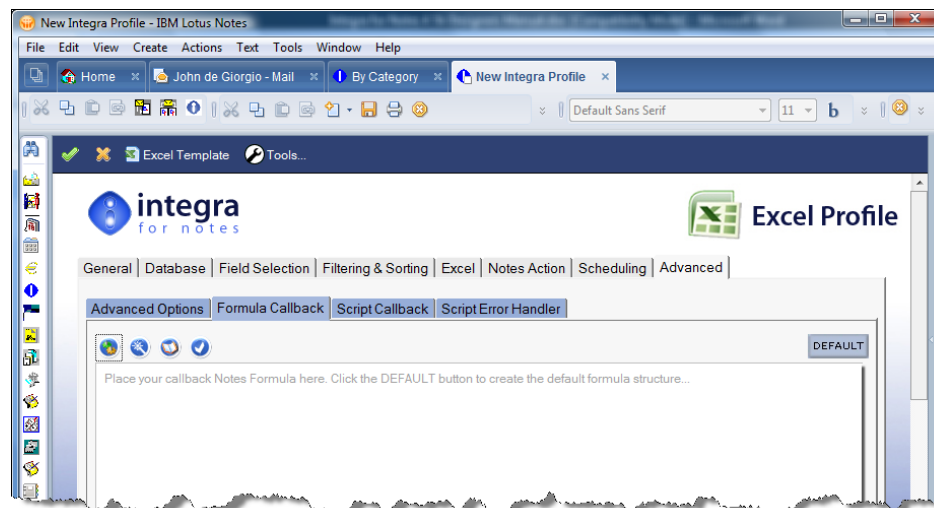 New Integra Profile - IBM Lotus Notes
File Edit View Create Actions Text Tools Window Help
Home John de Giorgio - Mail By Category New Integra Profile
Default Sans Serif 11 b
Excel Template Tools...
integra
for notes
Excel Profile
General Database Field Selection Filtering & Sorting Excel Notes Action Scheduling Advanced
Advanced Options Formula Callback Script Callback Script Error Handler
DEFAULT
Place your callback Notes Formula here. Click the DEFAULT button to create the default formula structure...